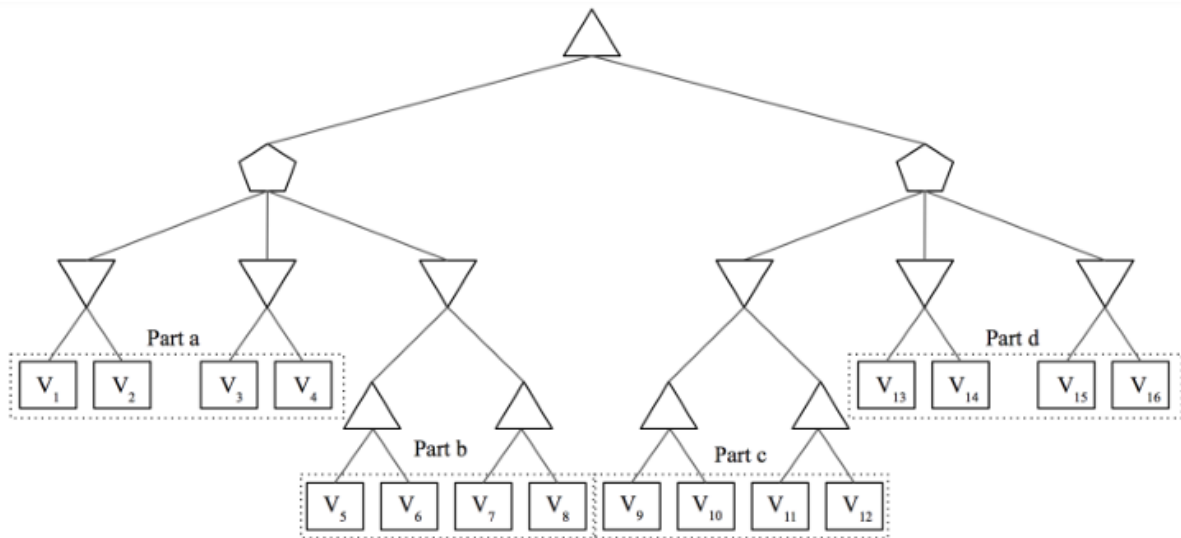 Part a
Part d
V₁ V₂ V₃ V₄
V₁₃ V₁₄ V₁₅ V₁₆
Part b
Part c
V₅ V₆ V₇ V₈
V₉ V₁₀ V₁₁ V₁₂